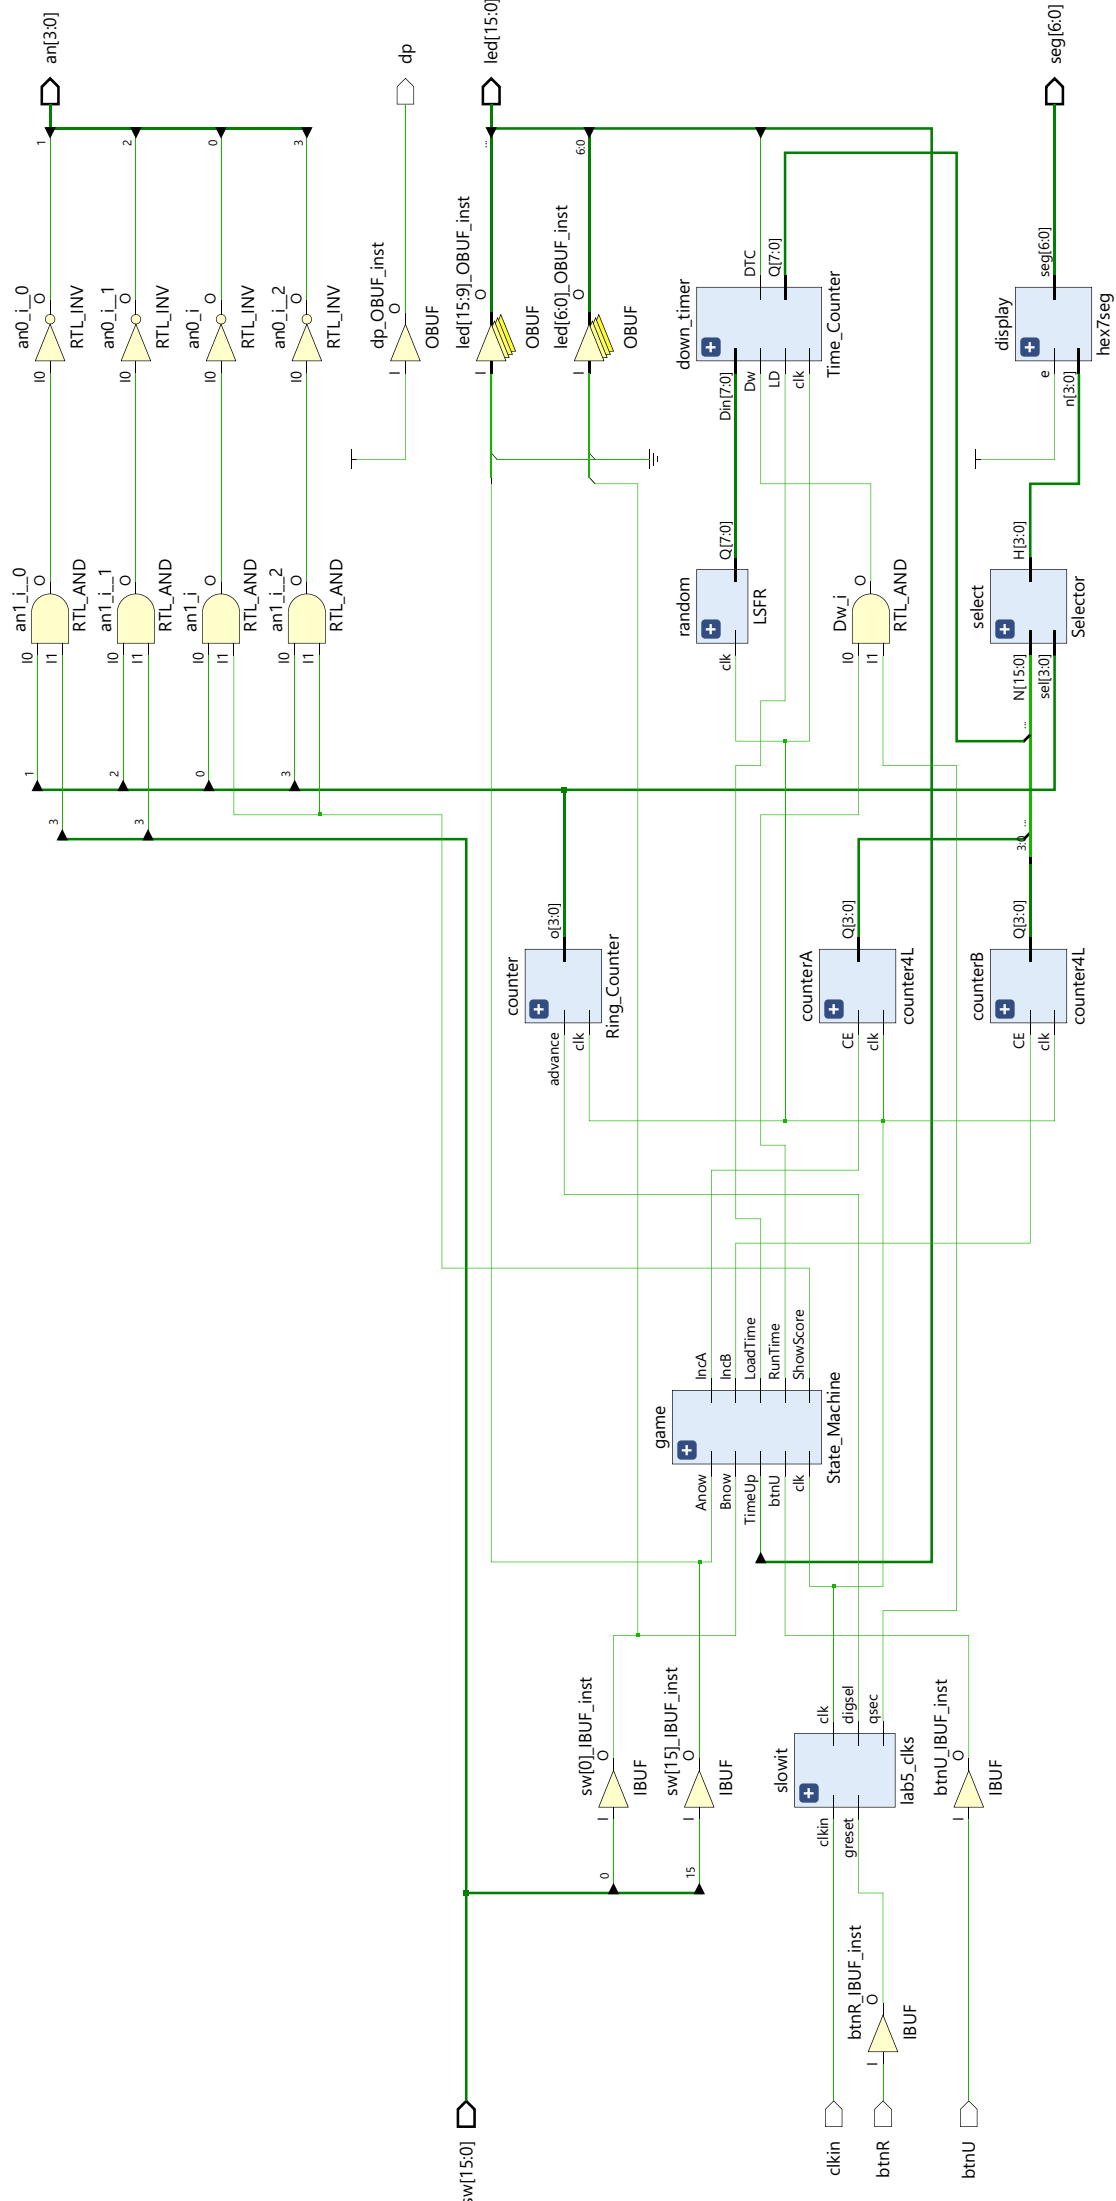 sw[15:0]
clkin
btnR
btnU
btnR_IBUF_inst
I
O
IBUF
0
15
sw[0]_IBUF_inst
I
O
IBUF
sw[15]_IBUF_inst
I
O
IBUF
slowit
clkin
greset
clk
digsel
qsec
lab5_clks
btnU_IBUF_inst
I
O
IBUF
game
Anow
Bnow
TimeUp
btnU
clk
IncA
IncB
LoadTime
RunTime
ShowScore
State_Machine
counter
advance
clk
o[3:0]
Ring_Counter
counterA
CE
clk
Q[3:0]
counter4L
counterB
CE
clk
Q[3:0]
counter4L
3
3
1
2
0
3
3:0
...
...
an1_i__0
I0
I1
O
RTL_AND
an1_i__1
I0
I1
O
RTL_AND
an1_i
I0
I1
O
RTL_AND
an1_i__2
I0
I1
O
RTL_AND
random
clk
Q[7:0]
LSFR
Dw_i
I0
I1
O
RTL_AND
select
N[15:0]
sel[3:0]
H[3:0]
Selector
an0_i__0
I0
O
RTL_INV
an0_i__1
I0
O
RTL_INV
an0_i
I0
O
RTL_INV
an0_i__2
I0
O
RTL_INV
dp_OBUF_inst
I
O
OBUF
led[15:9]_OBUF_inst
I
O
OBUF
led[6:0]_OBUF_inst
I
O
OBUF
down_timer
Din[7:0]
Dw
LD
clk
DTC
Q[7:0]
Time_Counter
display
e
n[3:0]
seg[6:0]
hex7seg
1
2
0
3
...
6:0
an[3:0]
dp
led[15:0]
seg[6:0]